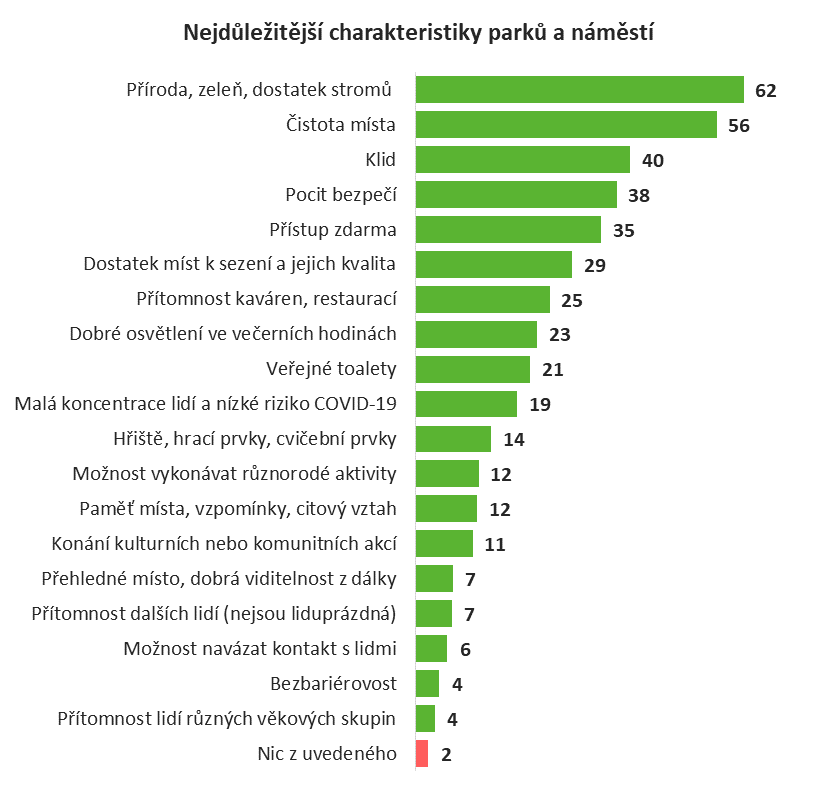 Nejdůležitější charakteristiky parků a náměstí
Příroda, zeleň, dostatek stromů 62
Čistota místa 56
Klid 40
Pocit bezpečí 38
Přístup zdarma 35
Dostatek míst k sezení a jejich kvalita 29
Přítomnost kaváren, restaurací 25
Dobré osvětlení ve večerních hodinách 23
Veřejné toalety 21
Malá koncentrace lidí a nízké riziko COVID-19 19
Hřiště, hrací prvky, cvičební prvky 14
Možnost vykonávat různorodé aktivity 12
Paměť místa, vzpomínky, citový vztah 12
Konání kulturních nebo komunitních akcí 11
Přehledné místo, dobrá viditelnost z dálky 7
Přítomnost dalších lidí (nejsou liduprázdná) 7
Možnost navázat kontakt s lidmi 6
Bezbariérovost 4
Přítomnost lidí různých věkových skupin 4
Nic z uvedeného 2